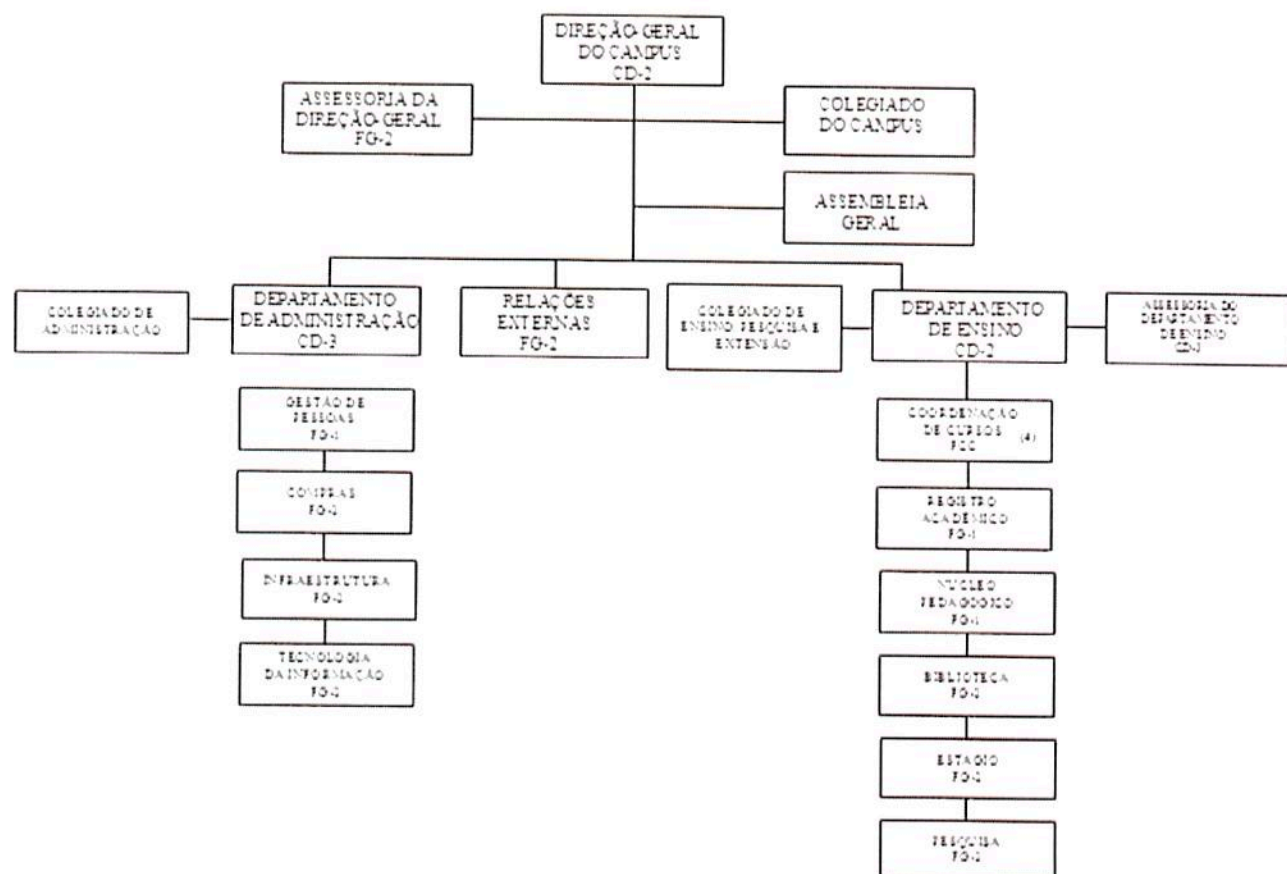 DIREÇÃO-GERAL
DO CAMPUS
CD-2
ASSESSORIA DA
DIREÇÃO-GERAL
FG-2
COLEGIADO
DO CAMPUS
ASSEMBLEIA
GERAL
COLEGIADO DE
ADMINISTRAÇÃO
DEPARTAMENTO
DE ADMINISTRAÇÃO
CD-3
RELAÇÕES
EXTERNAS
FG-2
COLEGIADO DE
ENSINO, PESQUISA E
EXTENSÃO
DEPARTAMENTO
DE ENSINO
CD-2
ASSESSORIA DO
DEPARTAMENTO
DE ENSINO
GESTÃO DE
PESSOAS
COMPRAS
INFRAESTRUTURA
TECNOLOGIA
DA INFORMAÇÃO
COORDENAÇÃO
DE CURSOS (4)
FCC
REGISTRO
ACADÊMICO
NÚCLEO
PEDAGÓGICO
BIBLIOTECA
ESTÁGIO
PESQUISA